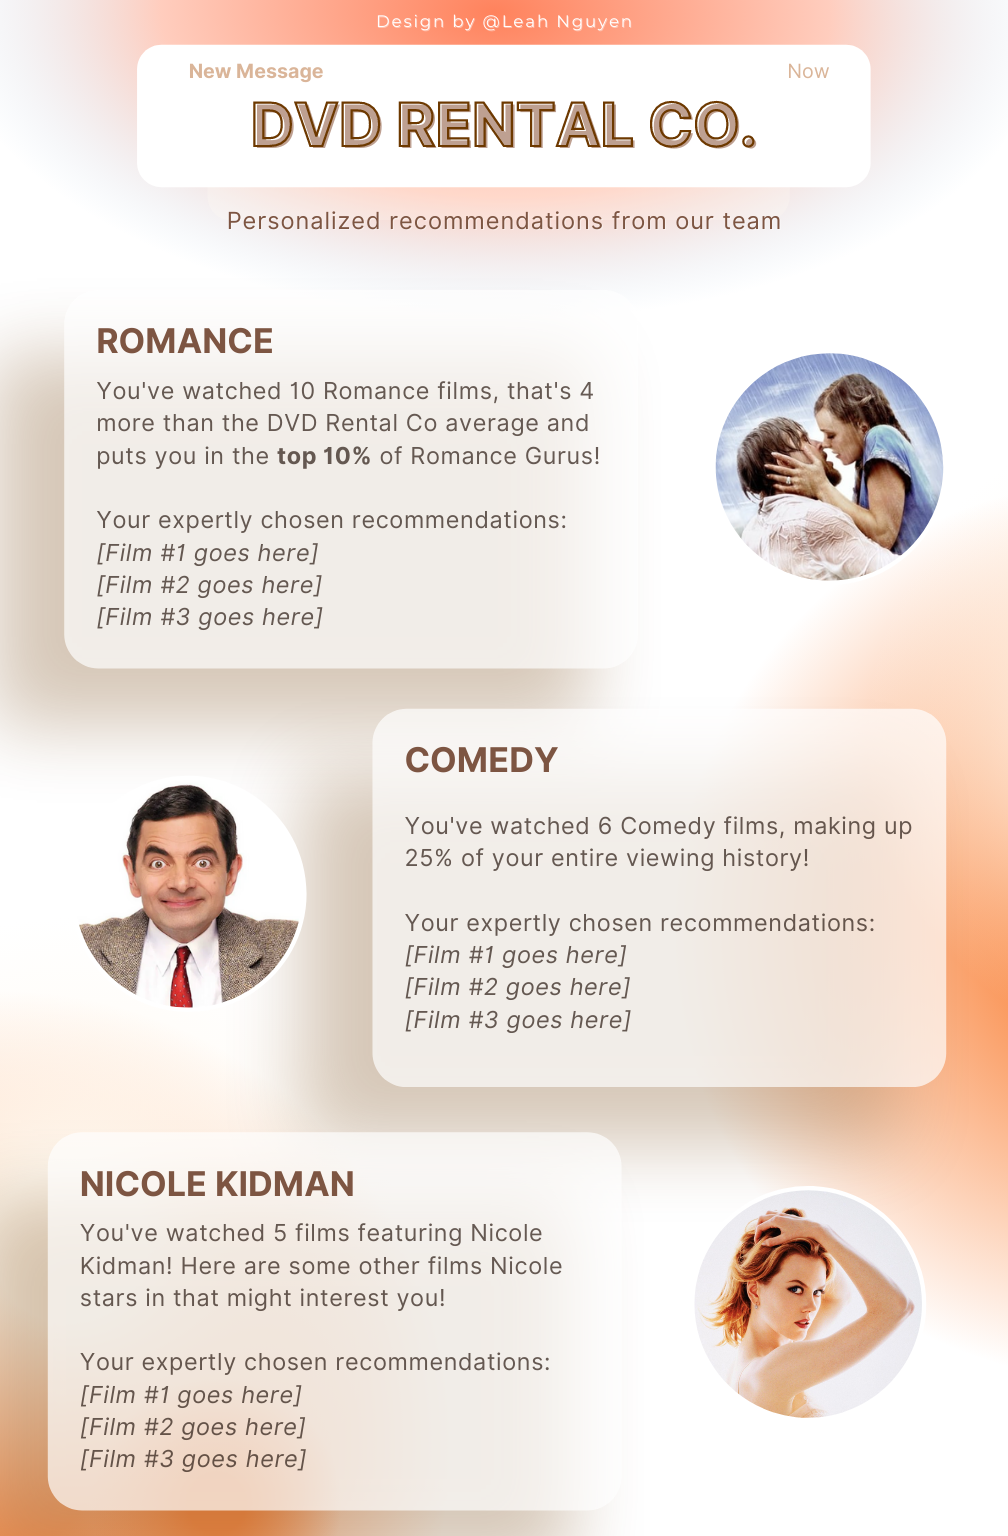 Design by @Leah Nguyen
New Message
Now
DVD RENTAL CO.
Personalized recommendations from our team
ROMANCE
You've watched 10 Romance films, that's 4
more than the DVD Rental Co average and
puts you in the top 10% of Romance Gurus!
Your expertly chosen recommendations:
[Film #1 goes here]
[Film #2 goes here]
[Film #3 goes here]
COMEDY
You've watched 6 Comedy films, making up
25% of your entire viewing history!
Your expertly chosen recommendations:
[Film #1 goes here]
[Film #2 goes here]
[Film #3 goes here]
NICOLE KIDMAN
You've watched 5 films featuring Nicole
Kidman! Here are some other films Nicole
stars in that might interest you!
Your expertly chosen recommendations:
[Film #1 goes here]
[Film #2 goes here]
[Film #3 goes here]